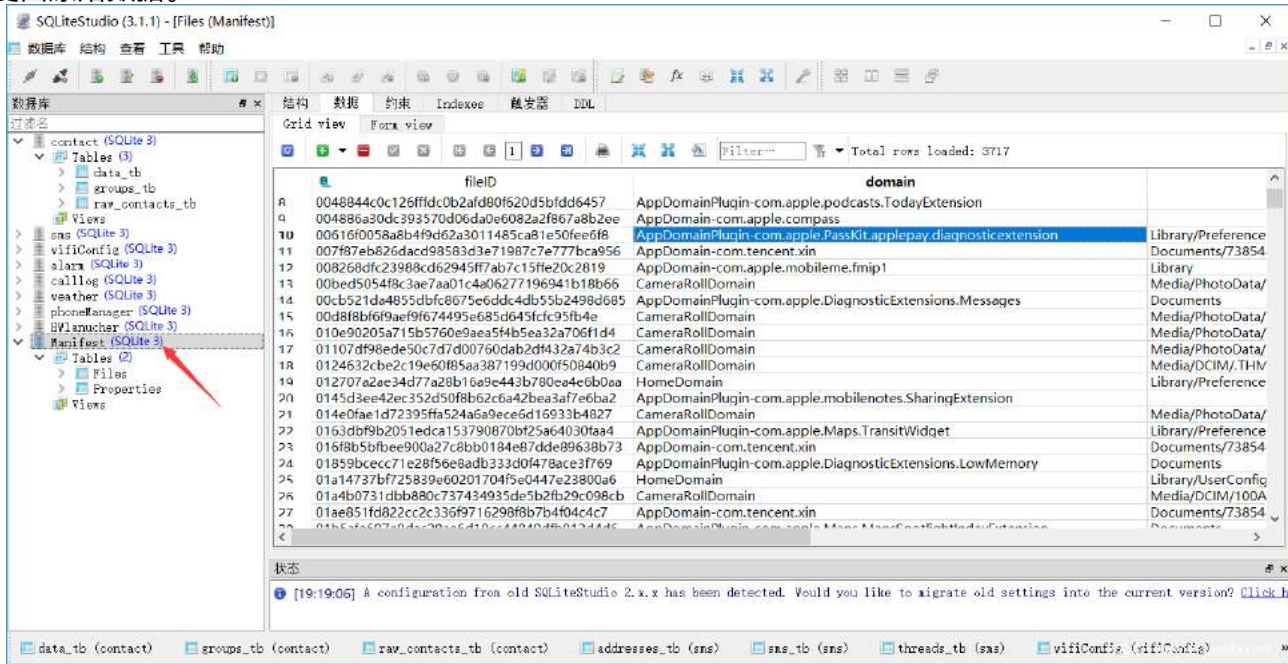 SQLiteStudio (3.1.1) - [Files (Manifest)]
数据库 结构 查看 工具 帮助
数据库
过滤名
contact (SQLite 3)
Tables (3)
data_tb
groups_tb
raw_contacts_tb
Views
sms (SQLite 3)
wifiConfig (SQLite 3)
alarm (SQLite 3)
calllog (SQLite 3)
weather (SQLite 3)
phoneManager (SQLite 3)
HWlanucher (SQLite 3)
Manifest (SQLite 3)
Tables (2)
Files
Properties
Views
结构 数据 约束 Indexes 触发器 DDL
Grid view Form view
1 Filter… Total rows loaded: 3717
fileID domain
8 0048844c0c126fffdc0b2afd80f620d5bfdd6457 AppDomainPlugin-com.apple.podcasts.TodayExtension
9 004886a30dc393570d06da0e6082a2f867a8b2ee AppDomain-com.apple.compass
10 00616f0058a8b4f9d62a3011485ca81e50fee6f8 AppDomainPlugin-com.apple.PassKit.applepay.diagnosticextension Library/Preference
11 007f87eb826dacd98583d3e71987c7e777bca956 AppDomain-com.tencent.xin Documents/73854
12 008268dfc23988cd62945ff7ab7c15ffe20c2819 AppDomain-com.apple.mobileme.fmip1 Library
13 00bed5054f8c3ae7aa01c4a06277196941b18b66 CameraRollDomain Media/PhotoData/
14 00cb521da4855dbfc8675e6ddc4db55b2498d685 AppDomainPlugin-com.apple.DiagnosticExtensions.Messages Documents
15 00d8f8bf6f9aef9f674495e685d645fcfc95fb4e CameraRollDomain Media/PhotoData/
16 010e90205a715b5760e9aea5f4b5ea32a706f1d4 CameraRollDomain Media/PhotoData/
17 01107df98ede50c7d7d00760dab2df432a74b3c2 CameraRollDomain Media/PhotoData/
18 0124632cbe2c19e60f85aa387199d000f50840b9 CameraRollDomain Media/DCIM/.THM
19 012707a2ae34d77a28b16a9e443b780ea4e6b0aa HomeDomain Library/Preference
20 0145d3ee42ec352d50f8b62c6a42bea3af7e6ba2 AppDomainPlugin-com.apple.mobilenotes.SharingExtension
21 014e0fae1d72395ffa524a6a9ece6d16933b4827 CameraRollDomain Media/PhotoData/
22 0163dbf9b2051edca153790870bf25a64030faa4 AppDomainPlugin-com.apple.Maps.TransitWidget Library/Preference
23 016f8b5bfbee900a27c8bb0184e87dde89638b73 AppDomain-com.tencent.xin Documents/73854
24 01859bcecc71e28f56e8adb333d0f478ace3f769 AppDomainPlugin-com.apple.DiagnosticExtensions.LowMemory Documents
25 01a14737bf725839e60201704f5e0447e23800a6 HomeDomain Library/UserConfig
26 01a4b0731dbb880c737434935de5b2fb29c098cb CameraRollDomain Media/DCIM/100A
27 01ae851fd822cc2c336f9716298f8b7b4f04c4c7 AppDomain-com.tencent.xin Documents/73854
状态
[19:19:06] A configuration from old SQLiteStudio 2.x.x has been detected. Would you like to migrate old settings into the current version? Click h
data_tb (contact) groups_tb (contact) raw_contacts_tb (contact) addresses_tb (sms) sms_tb (sms) threads_tb (sms) wifiConfig (wifiConfig)